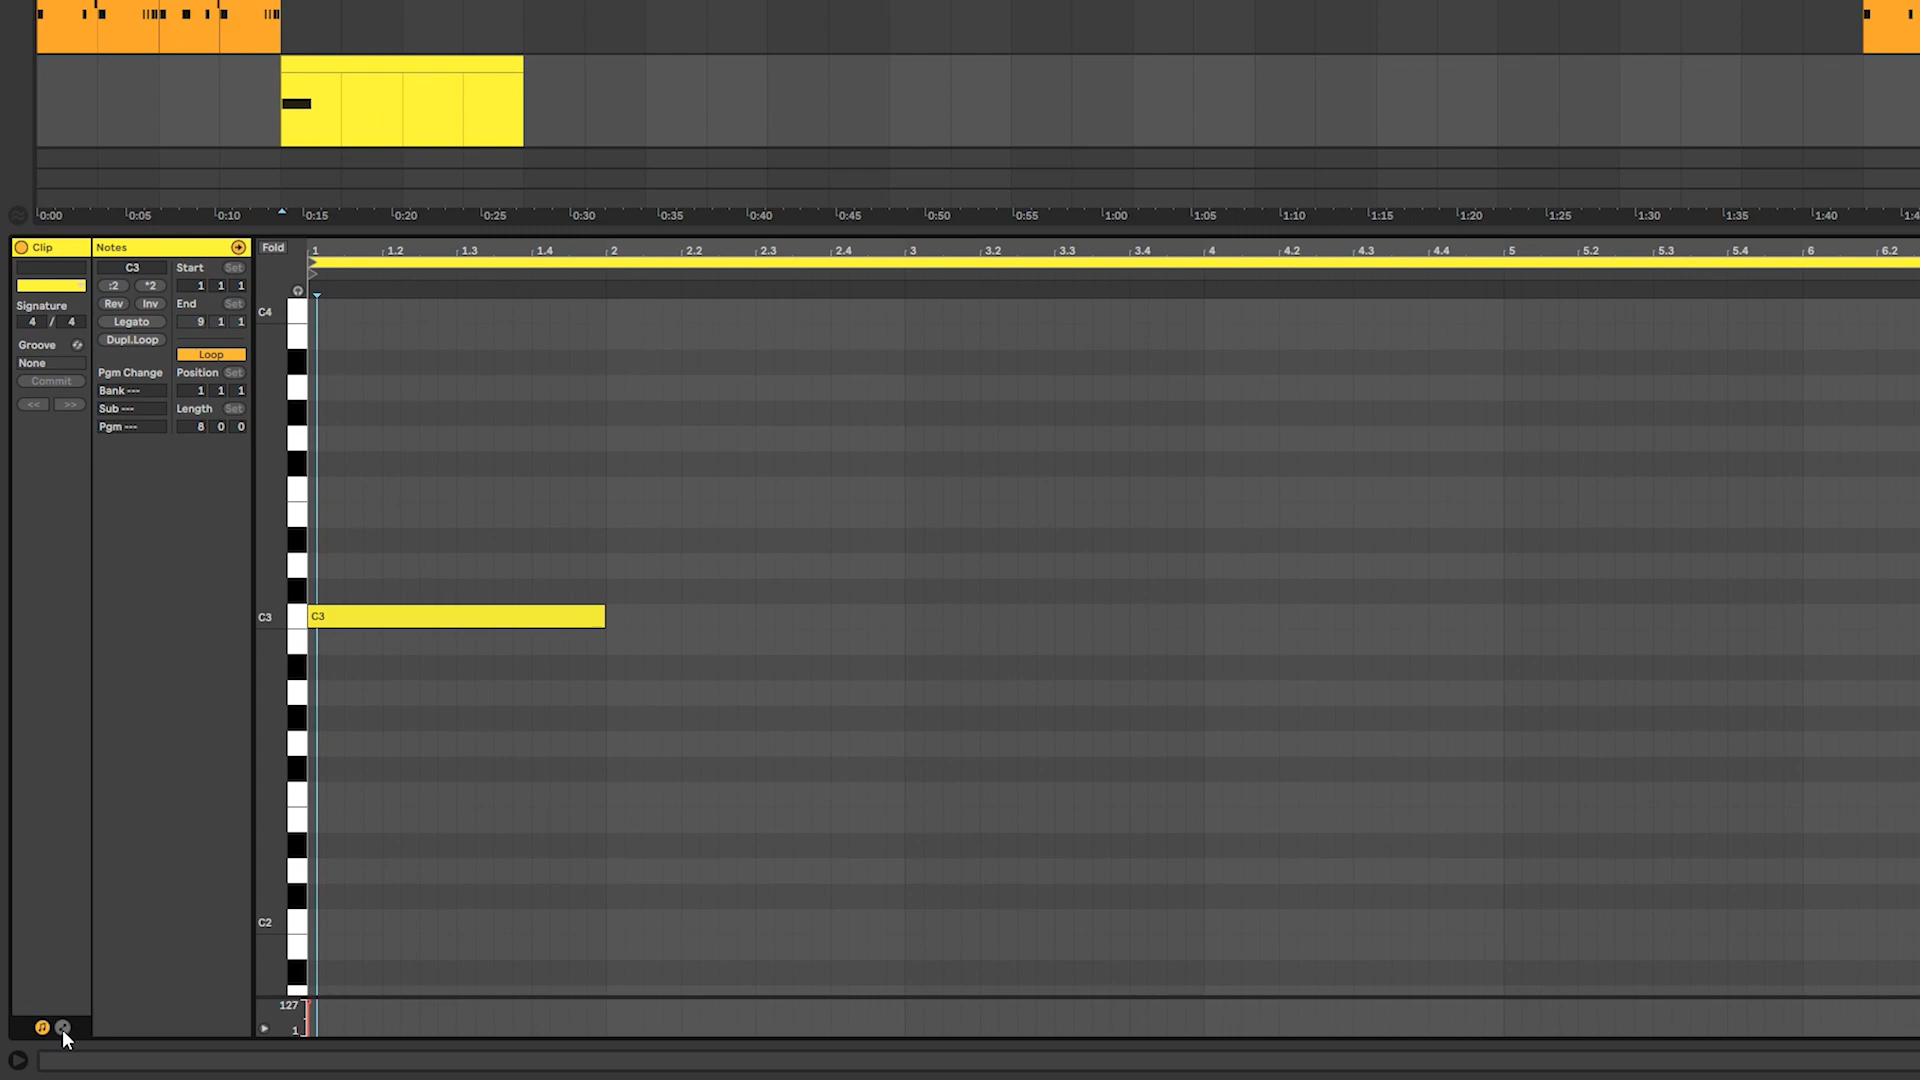 0:00 0:05 0:10 0:15 0:20 0:25 0:30 0:35 0:40 0:45 0:50 0:55 1:00 1:05 1:10 1:15 1:20 1:25 1:30 1:35 1:40 1:4
Clip Notes Fold 1 1.2 1.3 1.4 2 2.2 2.3 2.4 3 3.2 3.3 3.4 4 4.2 4.3 4.4 5 5.2 5.3 5.4 6 6.2
C3 Start Set
:2 *2 1 1 1
Signature Rev Inv End Set
4 / 4 Legato 9 1 1
Groove Dupl.Loop
None Loop
Commit Pgm Change Position Set
Bank --- 1 1 1
<< >> Sub --- Length Set
Pgm --- 8 0 0
C4
C3 C3
C2
127
1